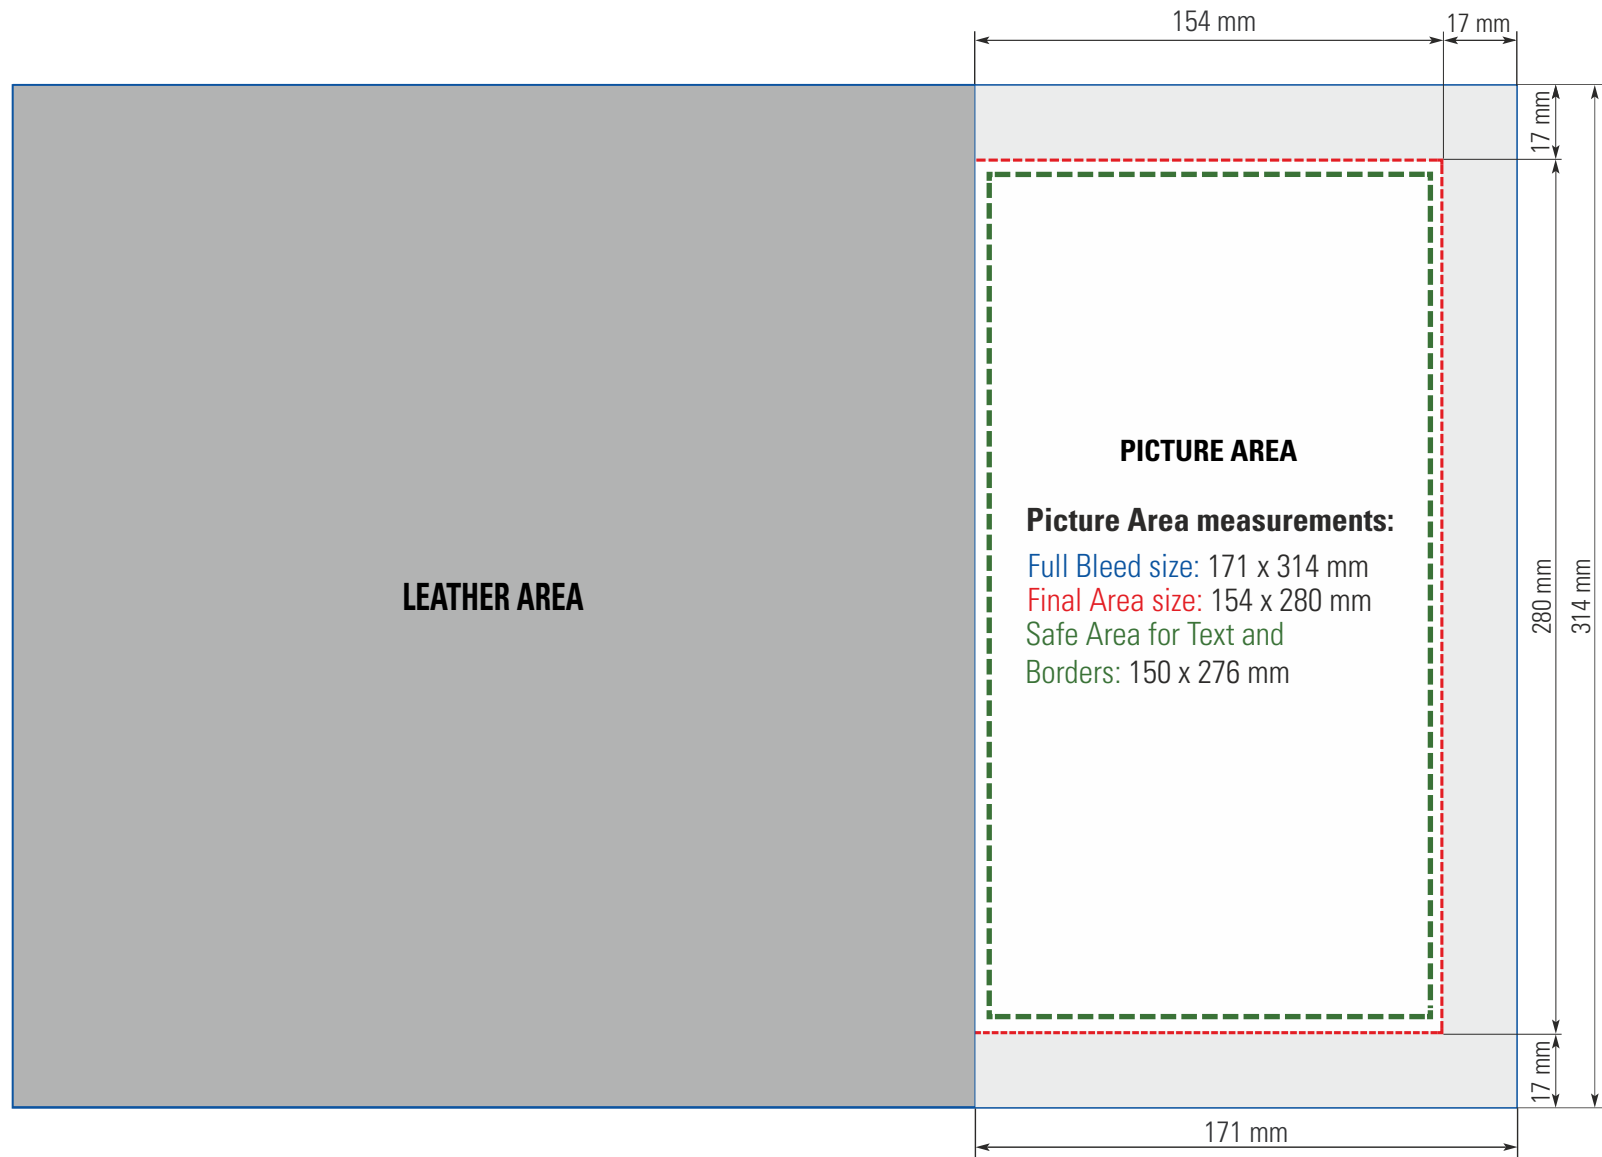 154 mm
17 mm
17 mm
PICTURE AREA
Picture Area measurements:
Full Bleed size: 171 x 314 mm
LEATHER AREA
Final Area size: 154 x 280 mm
280 mm
314 mm
Safe Area for Text and
Borders: 150 x 276 mm
17 mm
171 mm